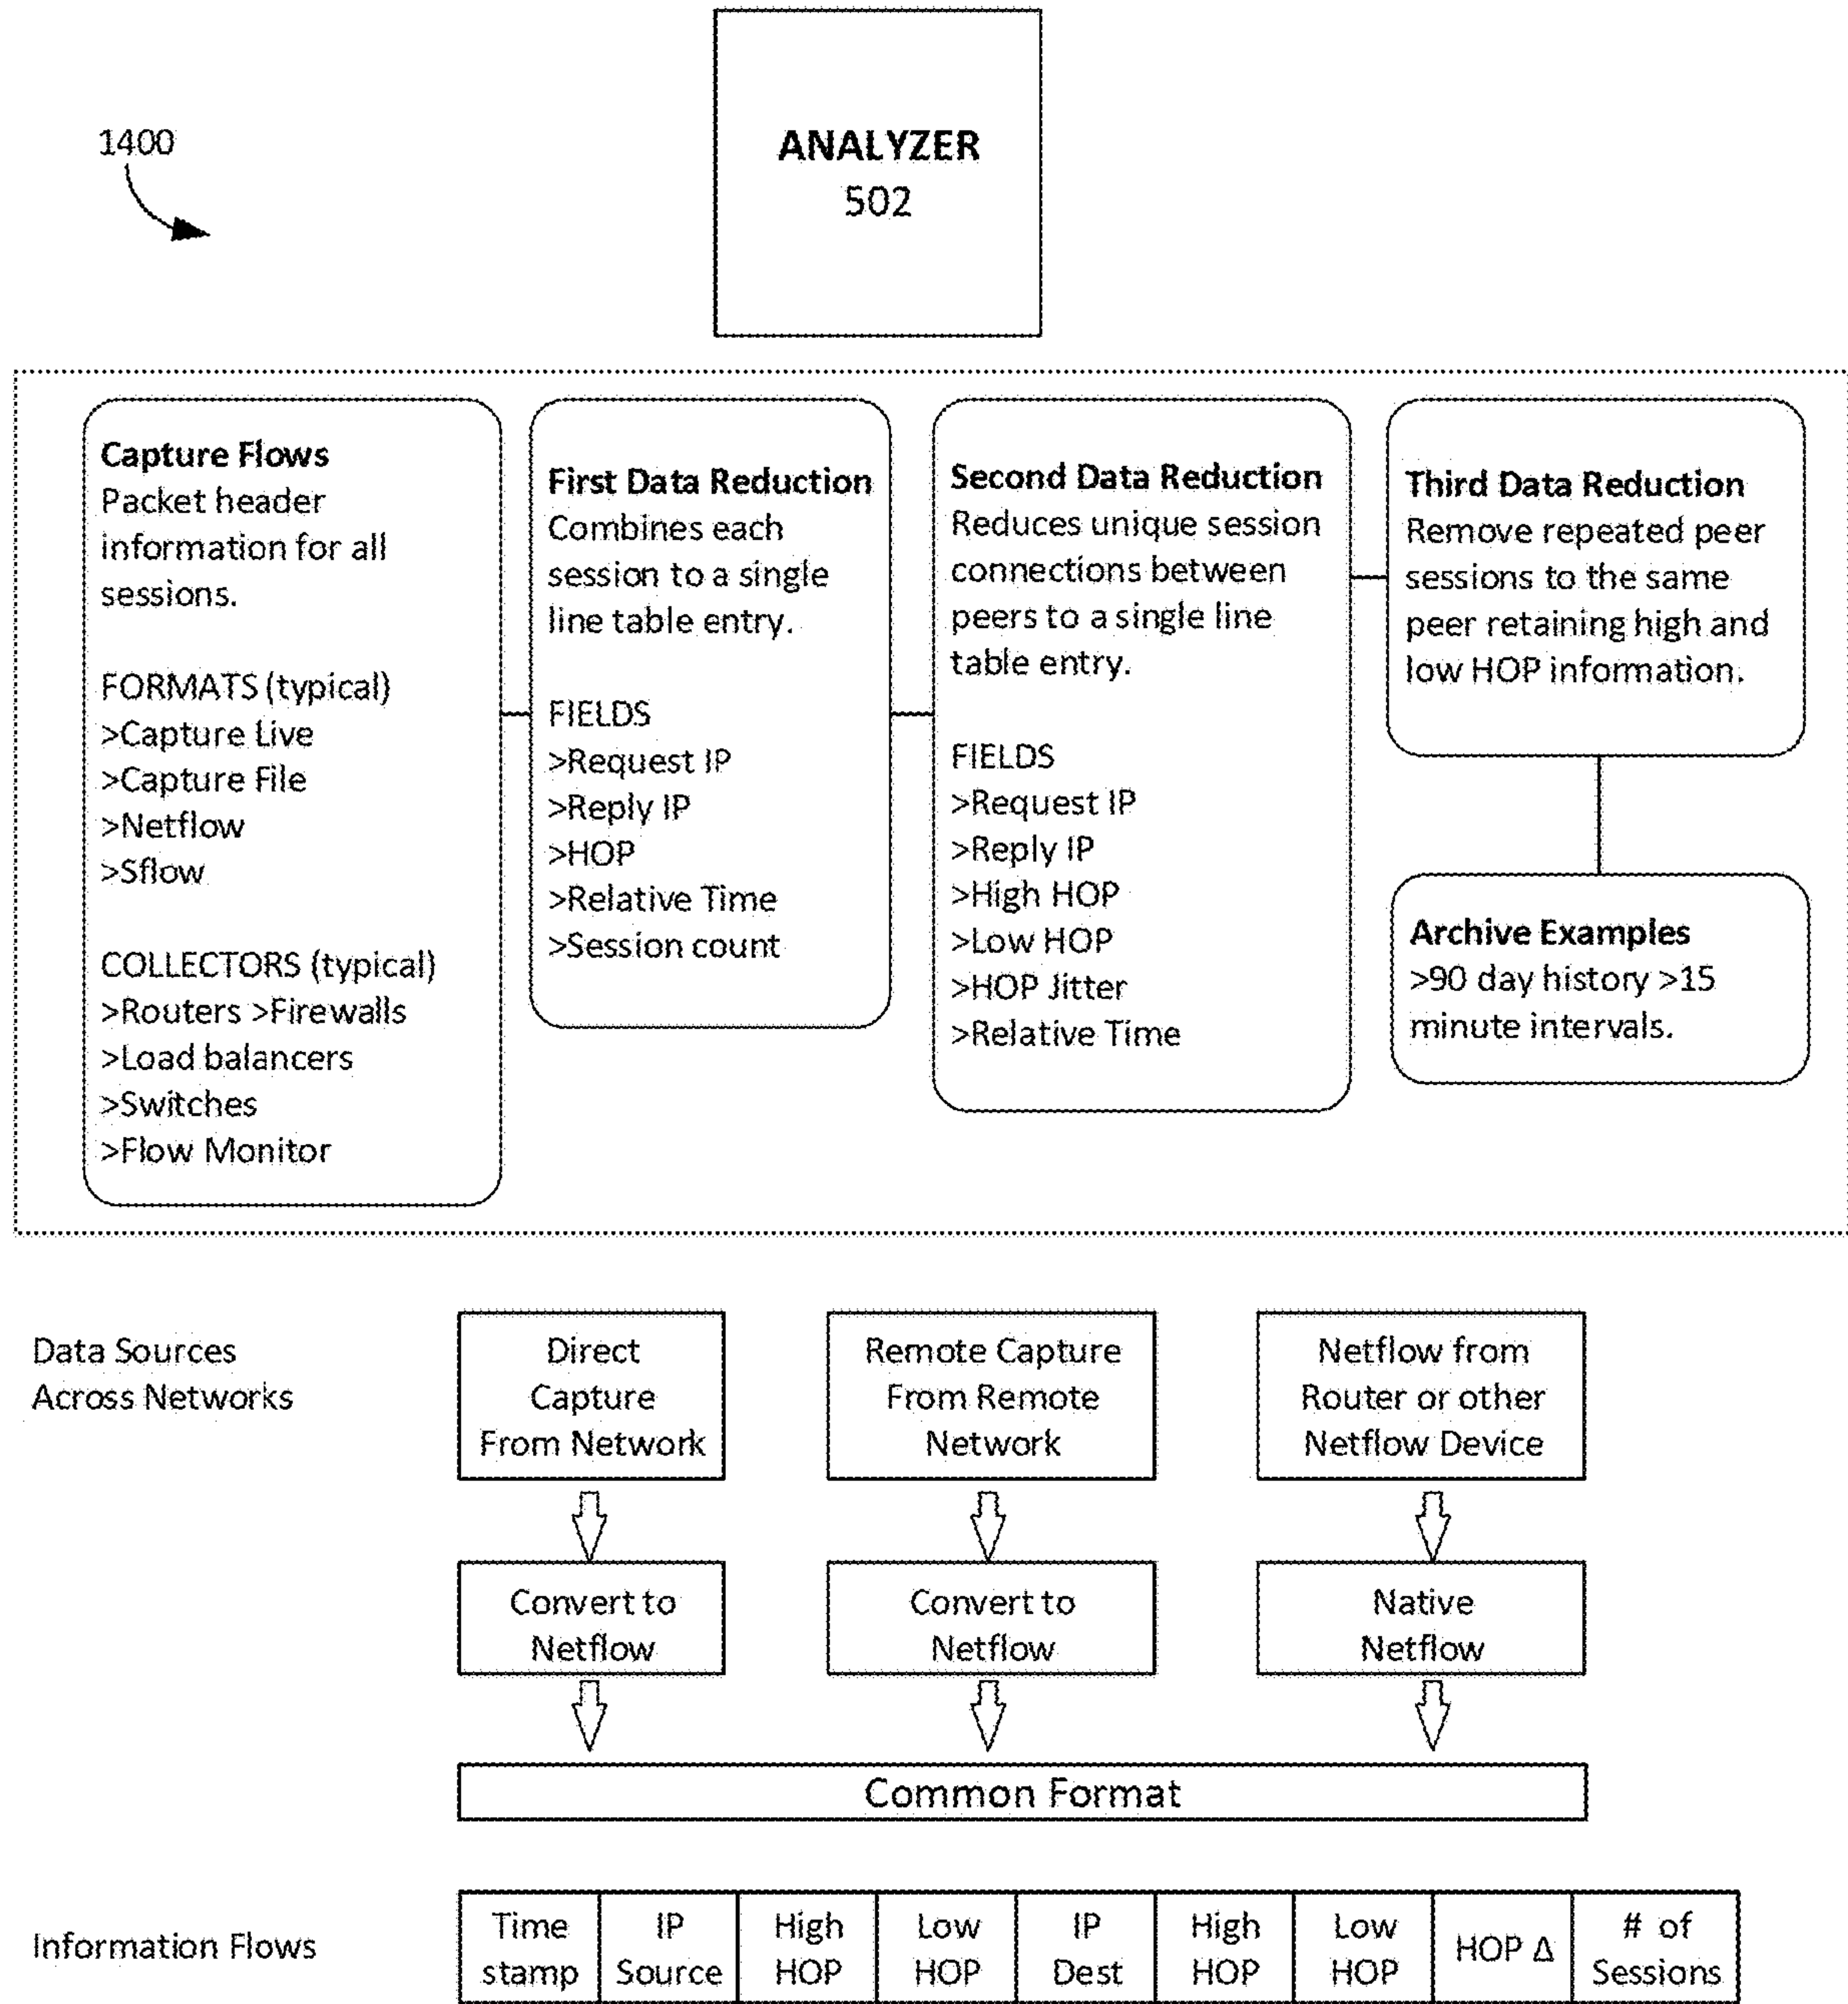 1400
ANALYZER
502
Capture Flows
Packet header
information for all
sessions.
FORMATS (typical)
>Capture Live
>Capture File
>Netflow
>Sflow
COLLECTORS (typical)
>Routers >Firewalls
>Load balancers
>Switches
>Flow Monitor
First Data Reduction
Combines each
session to a single
line table entry.
FIELDS
>Request IP
>Reply IP
>HOP
>Relative Time
>Session count
Second Data Reduction
Reduces unique session
connections between
peers to a single line
table entry.
FIELDS
>Request IP
>Reply IP
>High HOP
>Low HOP
>HOP Jitter
>Relative Time
Third Data Reduction
Remove repeated peer
sessions to the same
peer retaining high and
low HOP information.
Archive Examples
>90 day history >15
minute intervals.
Data Sources
Across Networks
Direct
Capture
From Network
Remote Capture
From Remote
Network
Netflow from
Router or other
Netflow Device
Convert to
Netflow
Convert to
Netflow
Native
Netflow
Common Format
Information Flows
Time
stamp
IP
Source
High
HOP
Low
HOP
IP
Dest
High
HOP
Low
HOP
HOP Δ
# of
Sessions